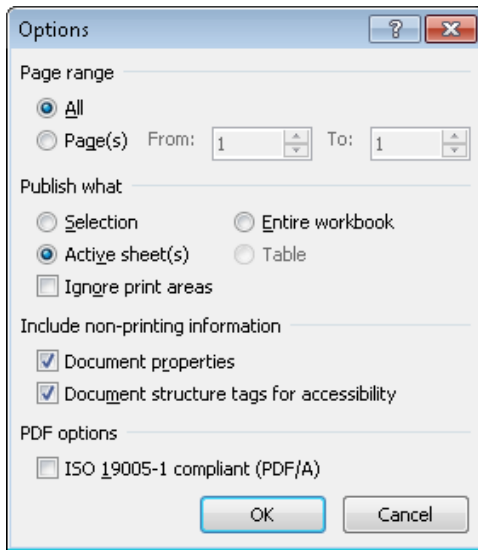 Options
Page range
All
Page(s) From: 1 To: 1
Publish what
Selection Entire workbook
Active sheet(s) Table
Ignore print areas
Include non-printing information
Document properties
Document structure tags for accessibility
PDF options
ISO 19005-1 compliant (PDF/A)
OK Cancel